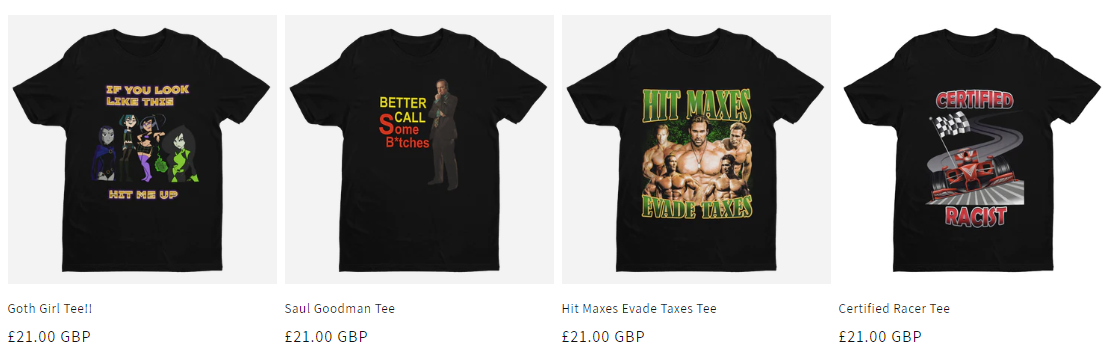 IF YOU LOOK
LIKE THIS
HIT ME UP
BETTER
CALL
Some
B*tches
HIT MAXES
EVADE TAXES
CERTIFIED
RACIST
Goth Girl Tee!!
£21.00 GBP
Saul Goodman Tee
£21.00 GBP
Hit Maxes Evade Taxes Tee
£21.00 GBP
Certified Racer Tee
£21.00 GBP